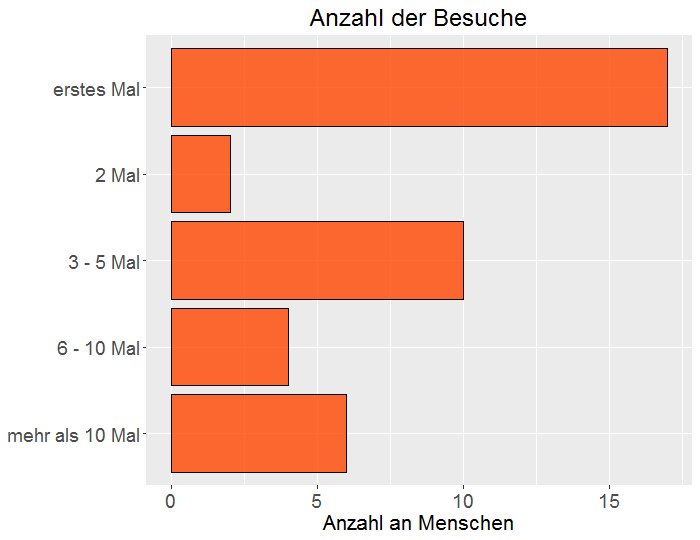 Anzahl der Besuche
erstes Mal
2 Mal
3 - 5 Mal
6 - 10 Mal
mehr als 10 Mal
0 5 10 15
Anzahl an Menschen